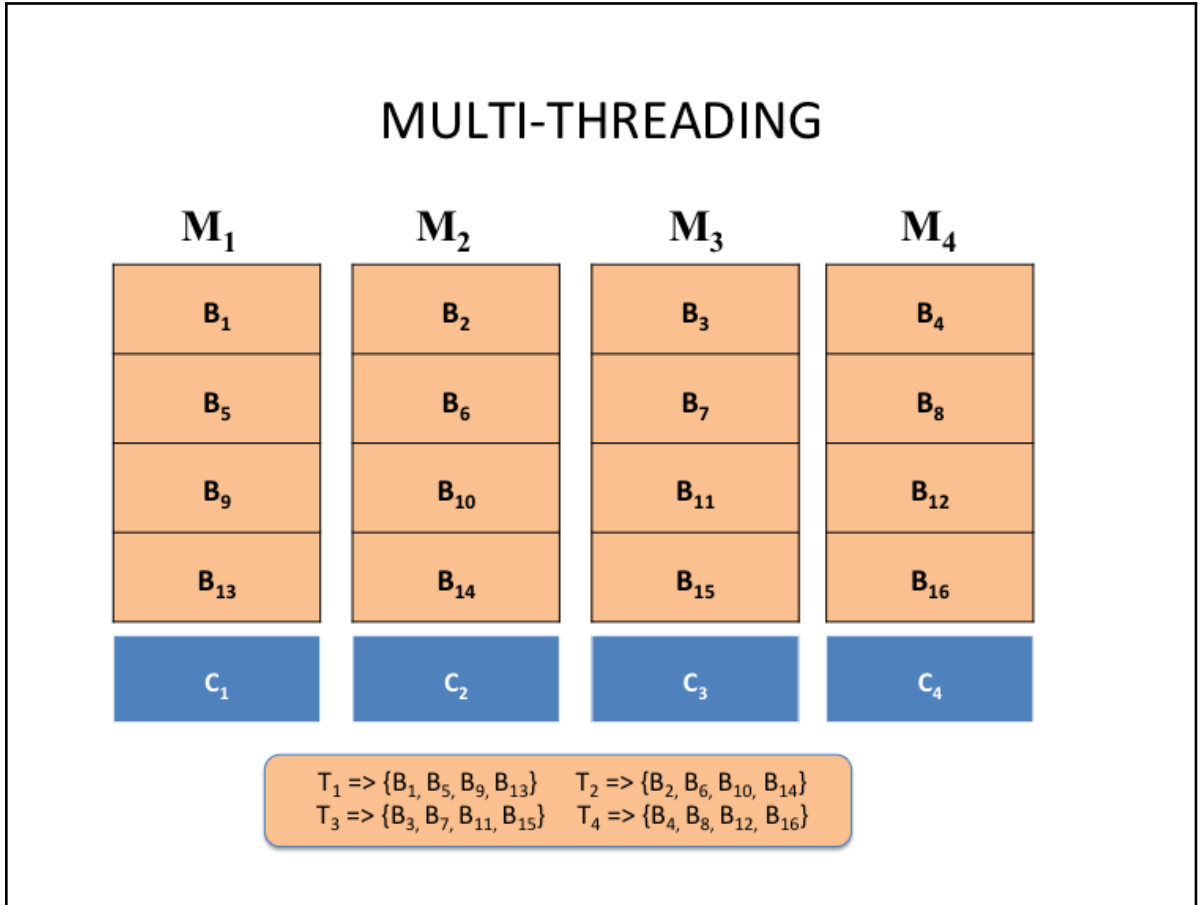 MULTI-THREADING
M₁ M₂ M₃ M₄
B₁ B₂ B₃ B₄
B₅ B₆ B₇ B₈
B₉ B₁₀ B₁₁ B₁₂
B₁₃ B₁₄ B₁₅ B₁₆
C₁ C₂ C₃ C₄
T₁ => {B₁, B₅, B₉, B₁₃} T₂ => {B₂, B₆, B₁₀, B₁₄}
T₃ => {B₃, B₇, B₁₁, B₁₅} T₄ => {B₄, B₈, B₁₂, B₁₆}